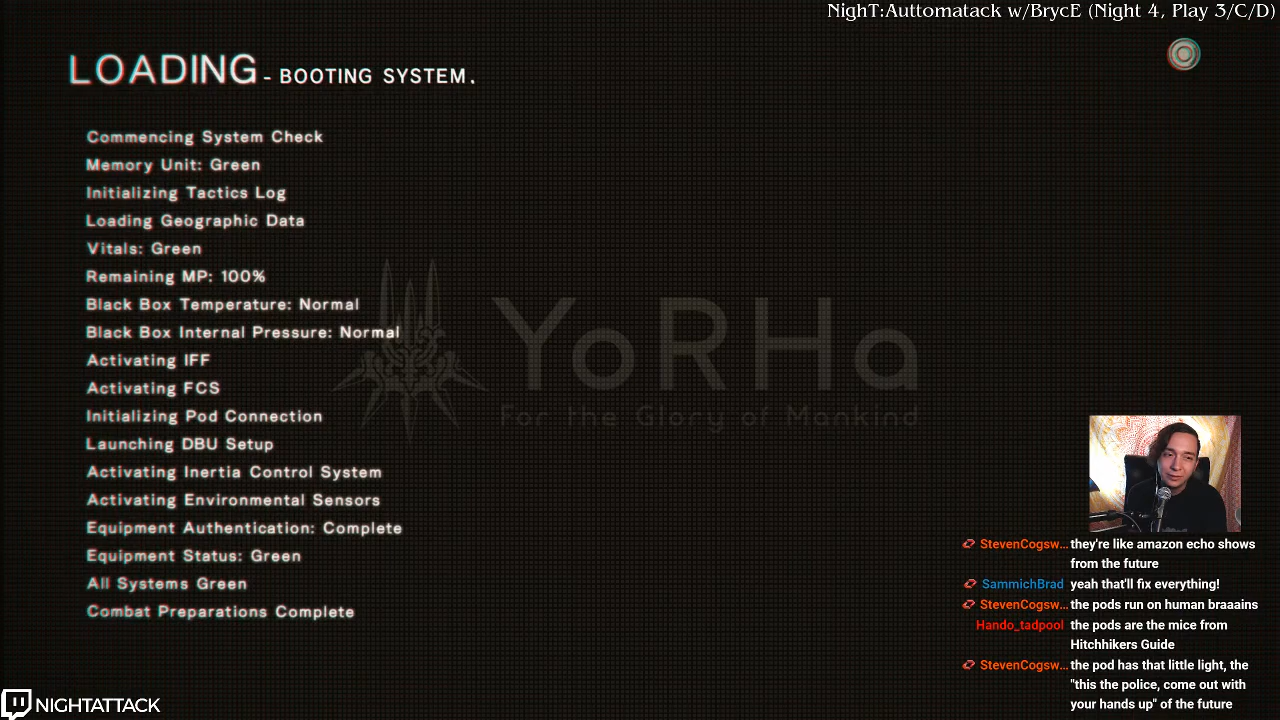 NighT:Auttomatack w/BrycE (Night 4, Play 3/C/D)
LOADING - BOOTING SYSTEM.
Commencing System Check
Memory Unit: Green
Initializing Tactics Log
Loading Geographic Data
Vitals: Green
Remaining MP: 100%
Black Box Temperature: Normal
Black Box Internal Pressure: Normal
Activating IFF
Activating FCS
Initializing Pod Connection
Launching DBU Setup
Activating Inertia Control System
Activating Environmental Sensors
Equipment Authentication: Complete
Equipment Status: Green
All Systems Green
Combat Preparations Complete
YoRHa
For the Glory of Mankind
StevenCogsw... they're like amazon echo shows
from the future
SammichBrad yeah that'll fix everything!
StevenCogsw... the pods run on human braaains
Hando_tadpool the pods are the mice from
Hitchhikers Guide
StevenCogsw... the pod has that little light, the
"this the police, come out with
your hands up" of the future
NIGHTATTACK